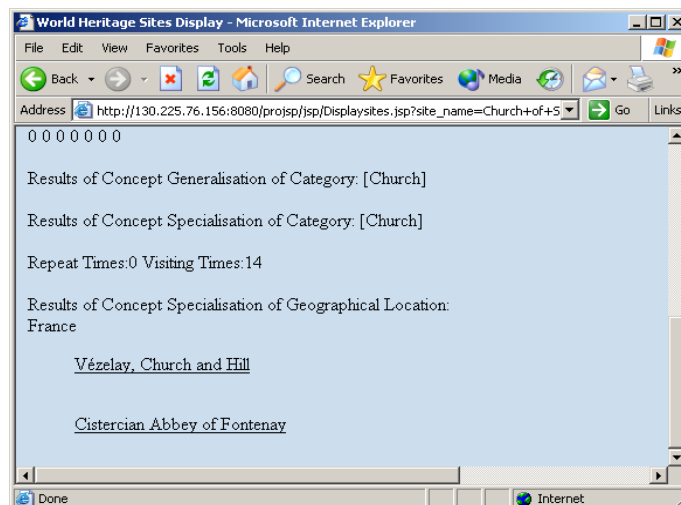 World Heritage Sites Display - Microsoft Internet Explorer
File Edit View Favorites Tools Help
Back Search Favorites Media »
Address http://130.225.76.156:8080/projsp/jsp/Displaysites.jsp?site_name=Church+of+S Go Links
0 0 0 0 0 0 0
Results of Concept Generalisation of Category: [Church]
Results of Concept Specialisation of Category: [Church]
Repeat Times:0 Visiting Times:14
Results of Concept Specialisation of Geographical Location:
France
Vézelay, Church and Hill
Cistercian Abbey of Fontenay
Done Internet